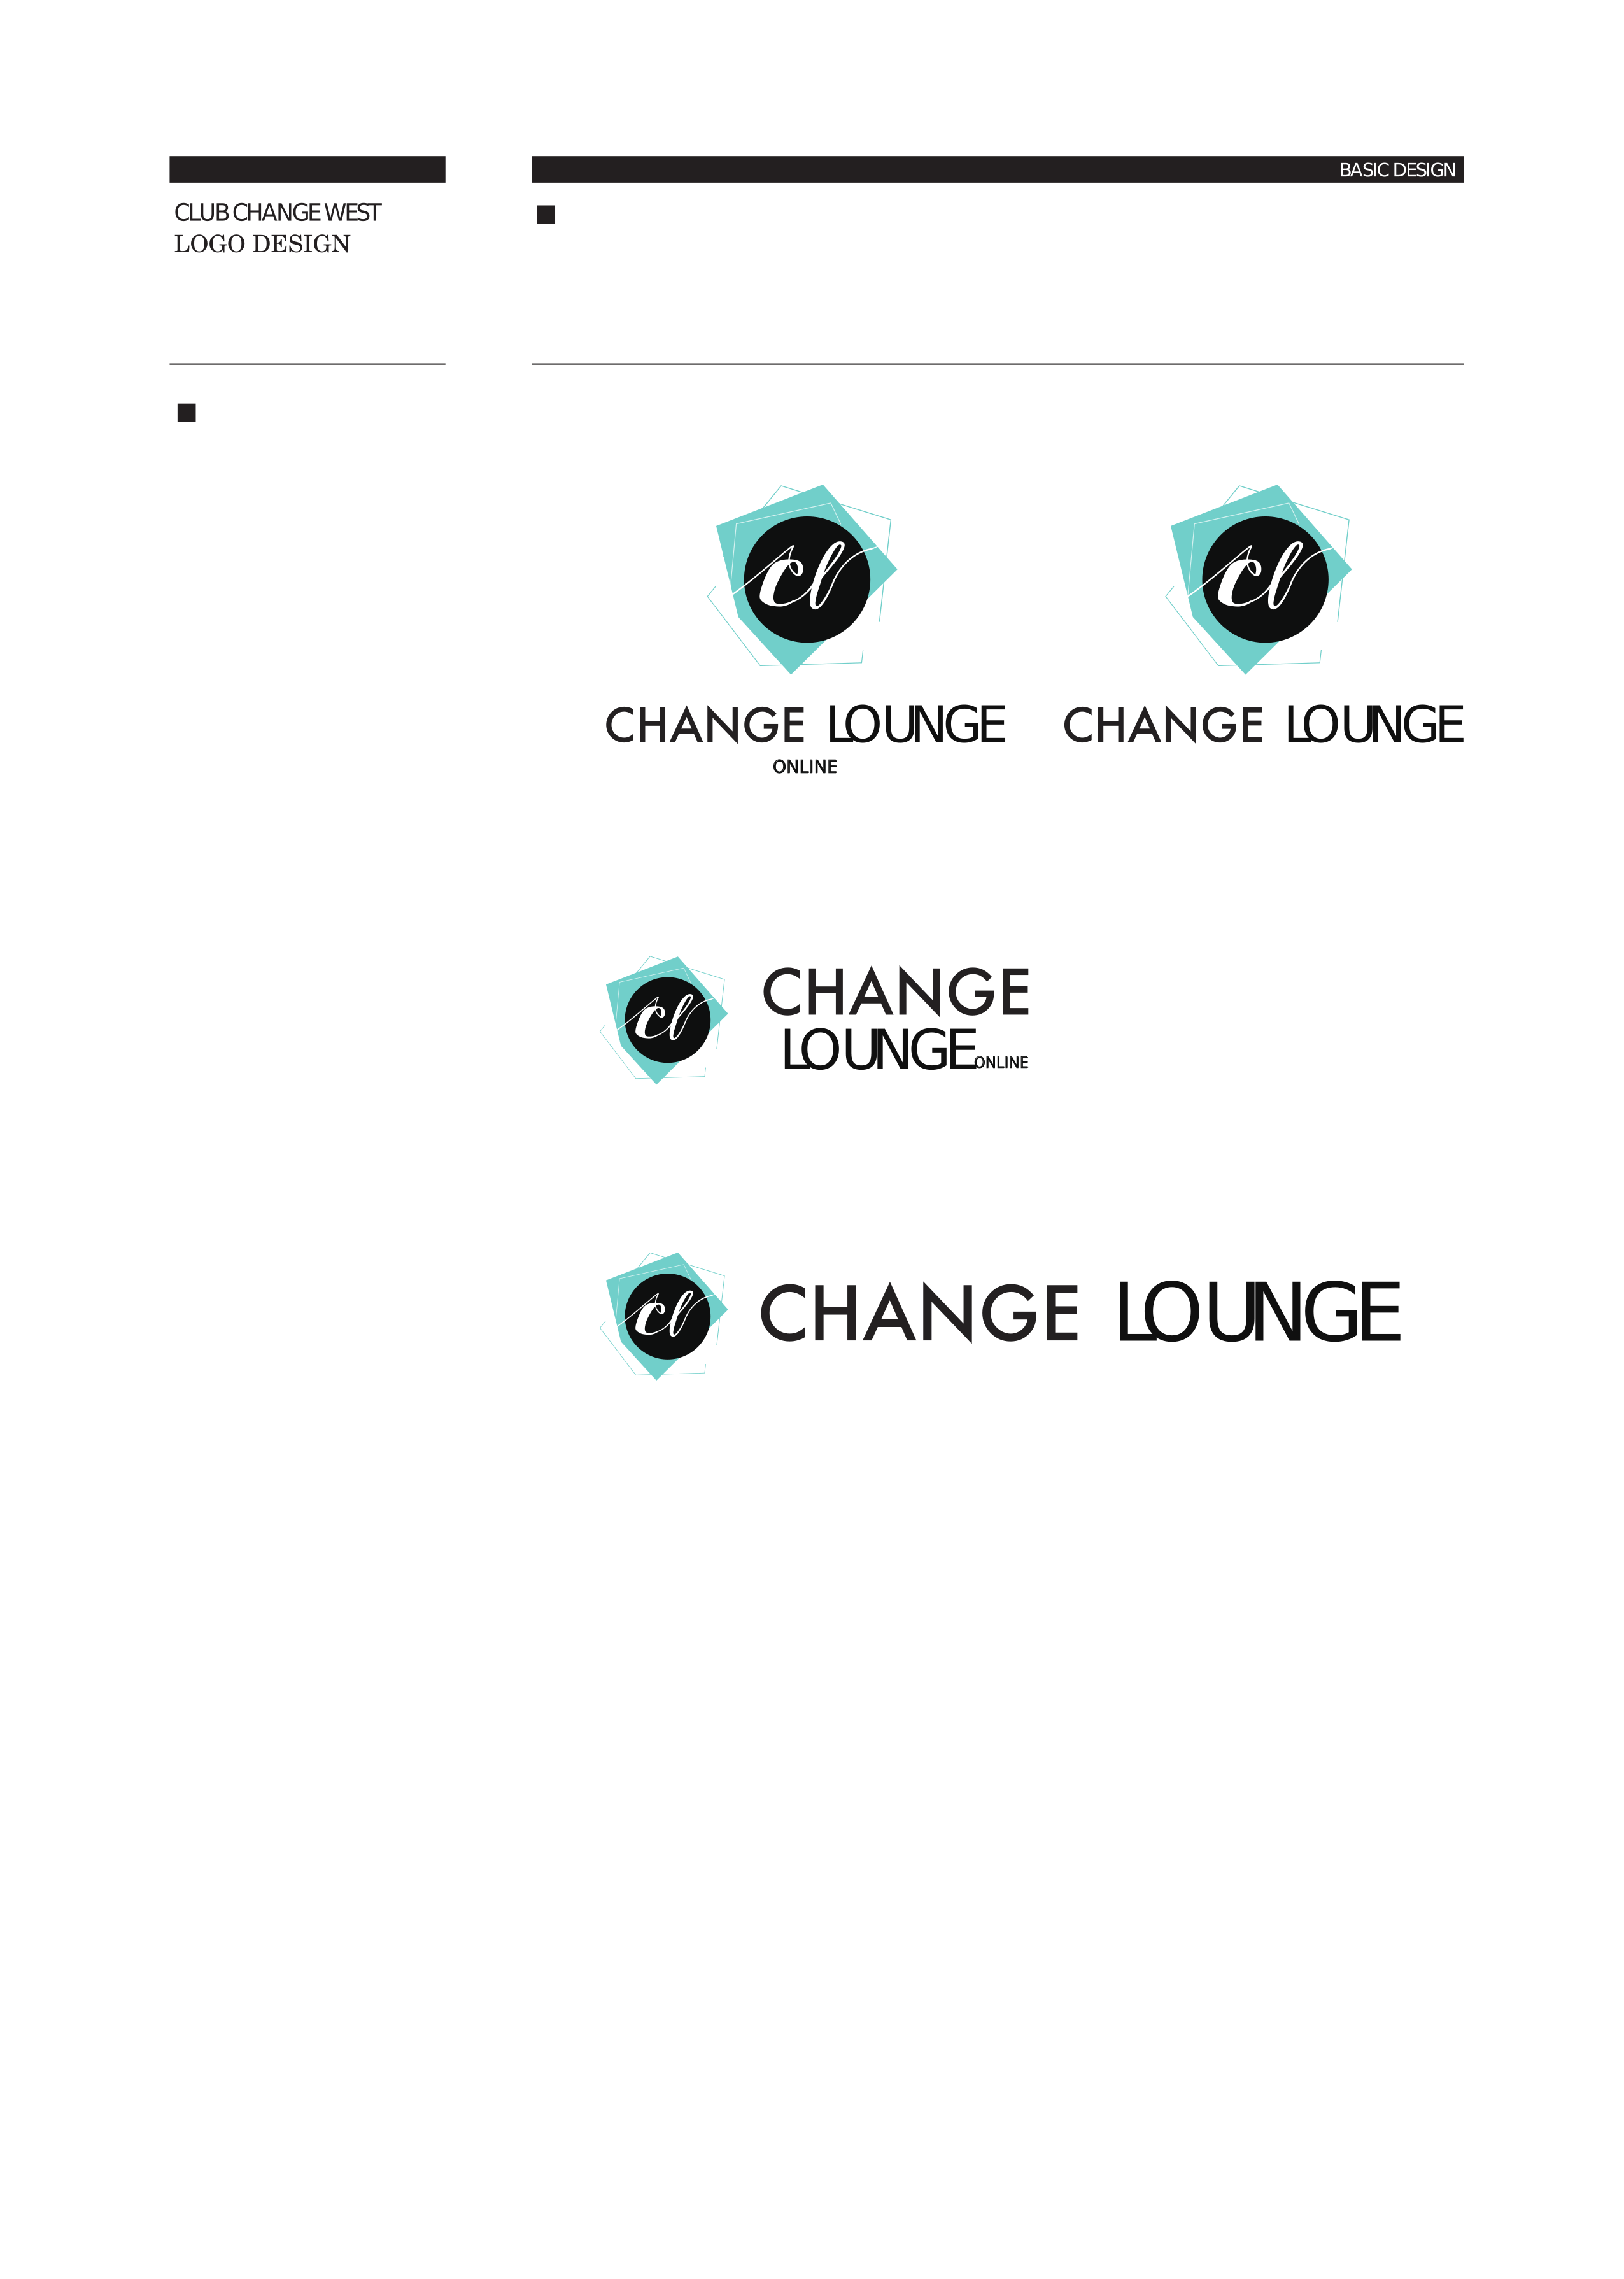 BASIC DESIGN
CLUB CHANGE WEST
LOGO DESIGN
cl
CHANGE LOUNGE
ONLINE
cl
CHANGE LOUNGE
cl
CHANGE
LOUNGE ONLINE
cl
CHANGE LOUNGE